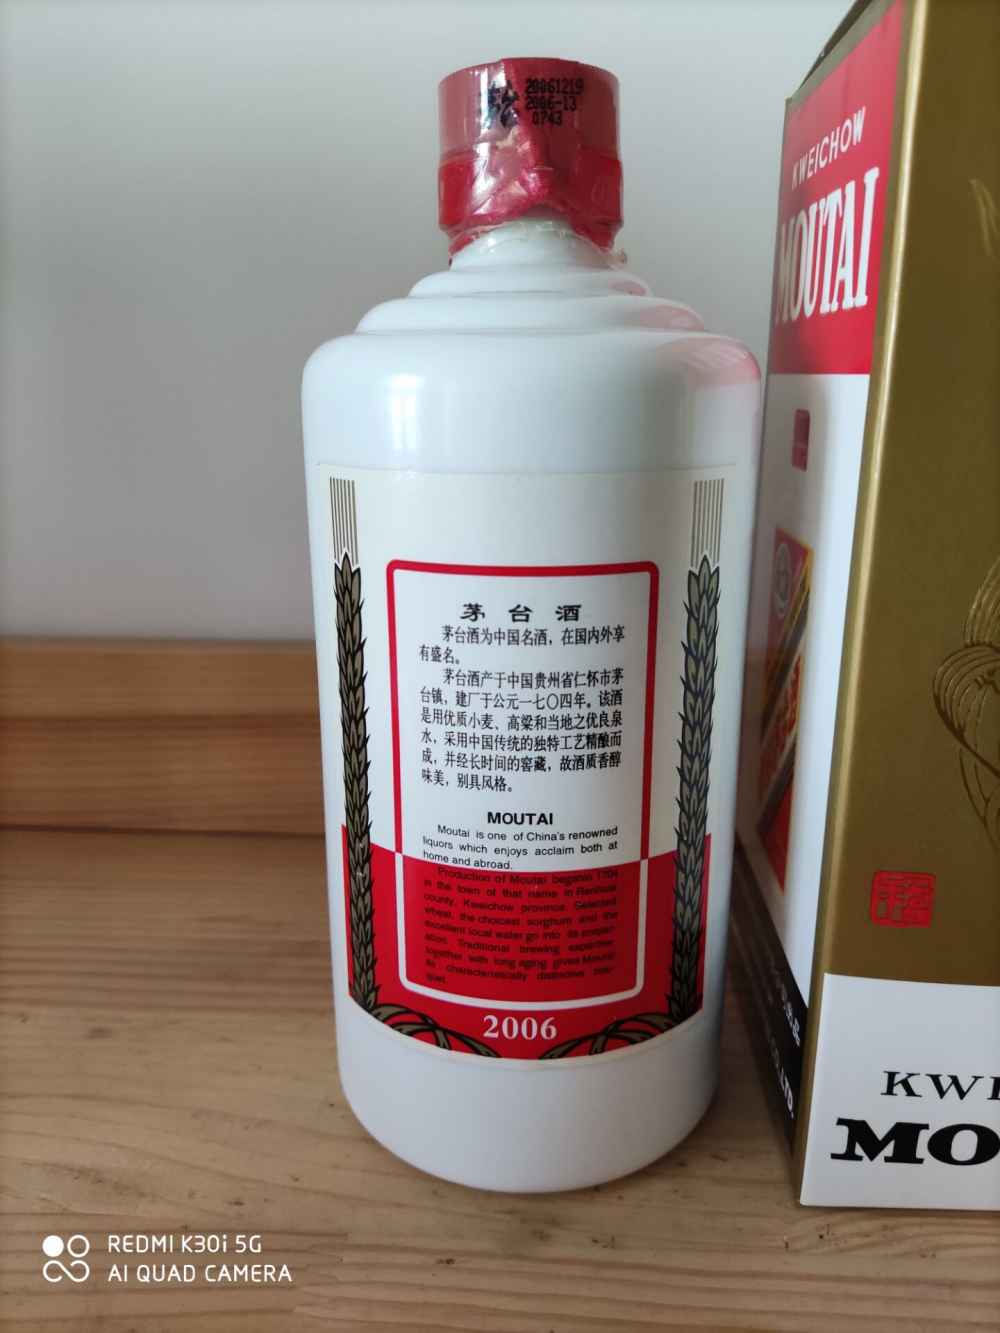 20061219
2006-13
0743
KWEICHOW
MOUTAI
茅台酒
茅台酒为中国名酒，在国内外享
有盛名。
茅台酒产于中国贵州省仁怀市茅
台镇，建厂于公元一七〇四年。该酒
是用优质小麦、高粱和当地之优良泉
水，采用中国传统的独特工艺精酿而
成，并经长时间的窖藏，故酒质香醇
味美，别具风格。
MOUTAI
Moutai is one of China's renowned
liquors which enjoys acclaim both at
home and abroad.
Production of Moutai beganin 1704
in the town of that name in Renhuai
county, Kweichow province. Selected
wheat, the choicest sorghum and the
excellent local water go into its prepar-
ation. Traditional brewing expertise,
together with long aging gives Moutai
its characteristically distinctive bou-
quet.
2006
CO.,LTD.
KWE
MO
REDMI K30i 5G
AI QUAD CAMERA